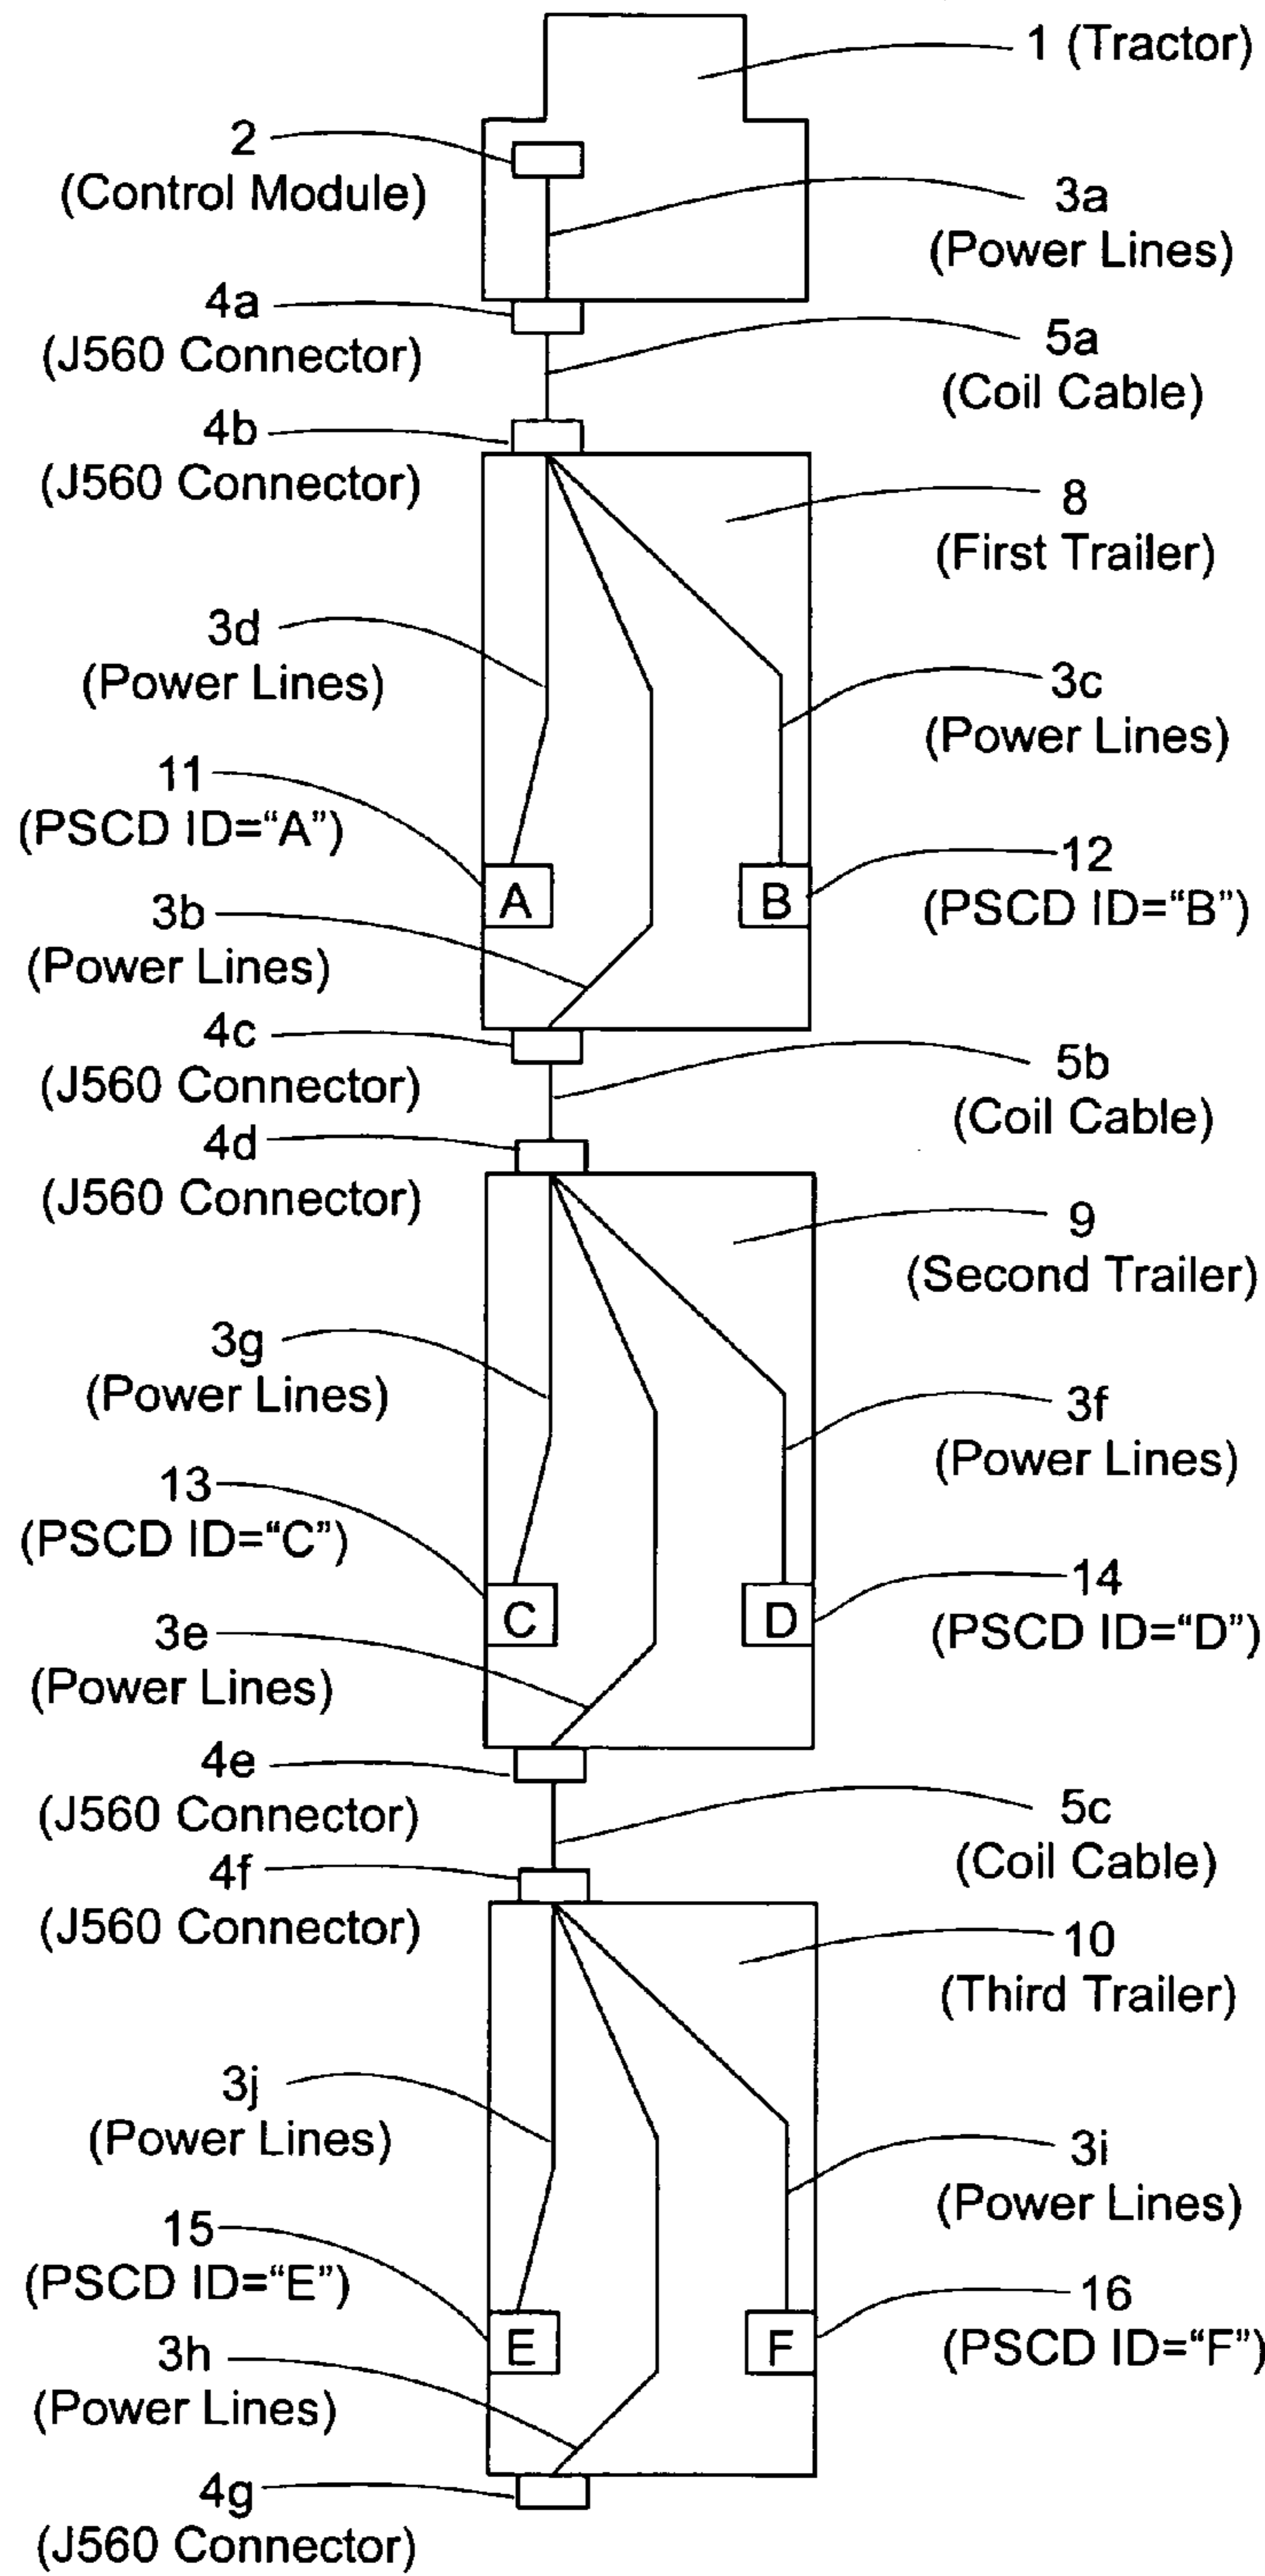 1 (Tractor)
2
(Control Module)
3a
(Power Lines)
4a
(J560 Connector)
5a
(Coil Cable)
4b
(J560 Connector)
8
(First Trailer)
3d
(Power Lines)
3c
(Power Lines)
11
(PSCD ID=“A”)
12
(PSCD ID=“B”)
A
B
3b
(Power Lines)
4c
(J560 Connector)
5b
(Coil Cable)
4d
(J560 Connector)
9
(Second Trailer)
3g
(Power Lines)
3f
(Power Lines)
13
(PSCD ID=“C”)
14
(PSCD ID=“D”)
C
D
3e
(Power Lines)
4e
(J560 Connector)
5c
(Coil Cable)
4f
(J560 Connector)
10
(Third Trailer)
3j
(Power Lines)
3i
(Power Lines)
15
(PSCD ID=“E”)
16
(PSCD ID=“F”)
E
F
3h
(Power Lines)
4g
(J560 Connector)